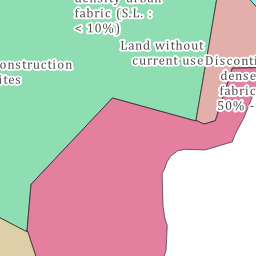 density urban
fabric (S.L. :
< 10%)
Land without
current use
onstruction
ites
Disconti
dense
fabric
50% -